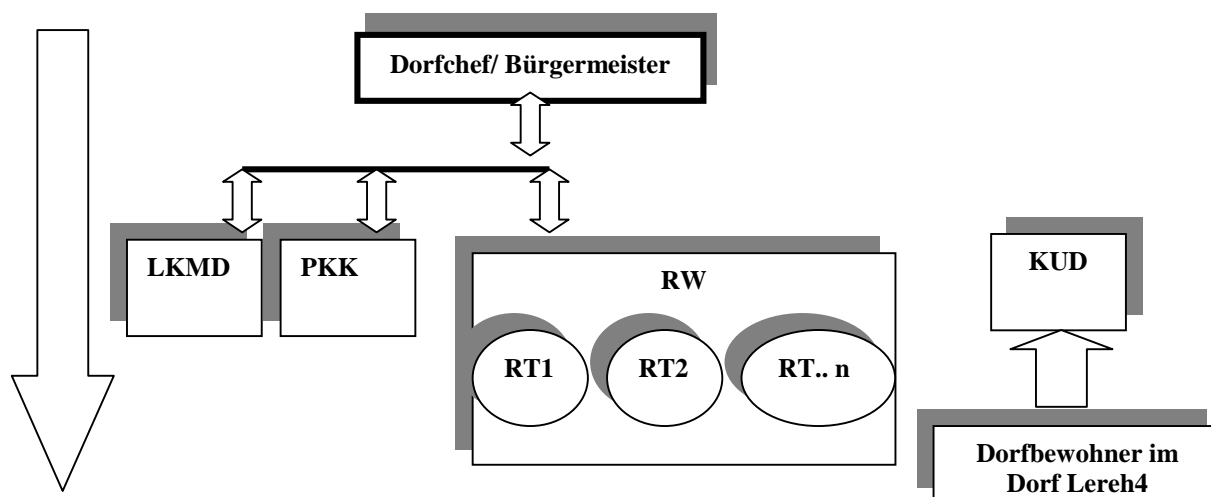 Dorfchef/ Bürgermeister
LKMD
PKK
RW
KUD
RT1
RT2
RT.. n
Dorfbewohner im
Dorf Lereh4